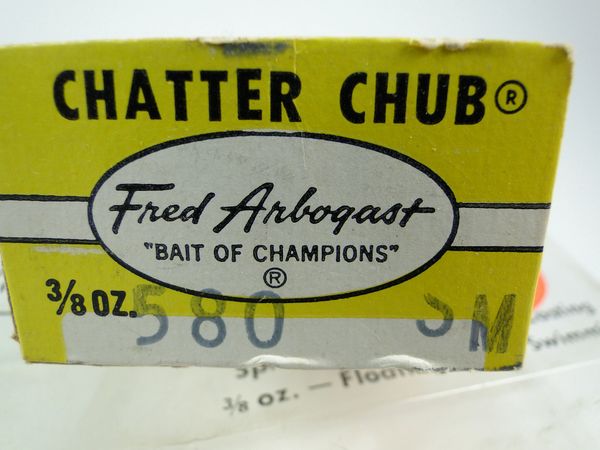 CHATTER CHUB®
Fred Arbogast
"BAIT OF CHAMPIONS"
®
3/8 OZ.
580 M
3/8 oz. — Float